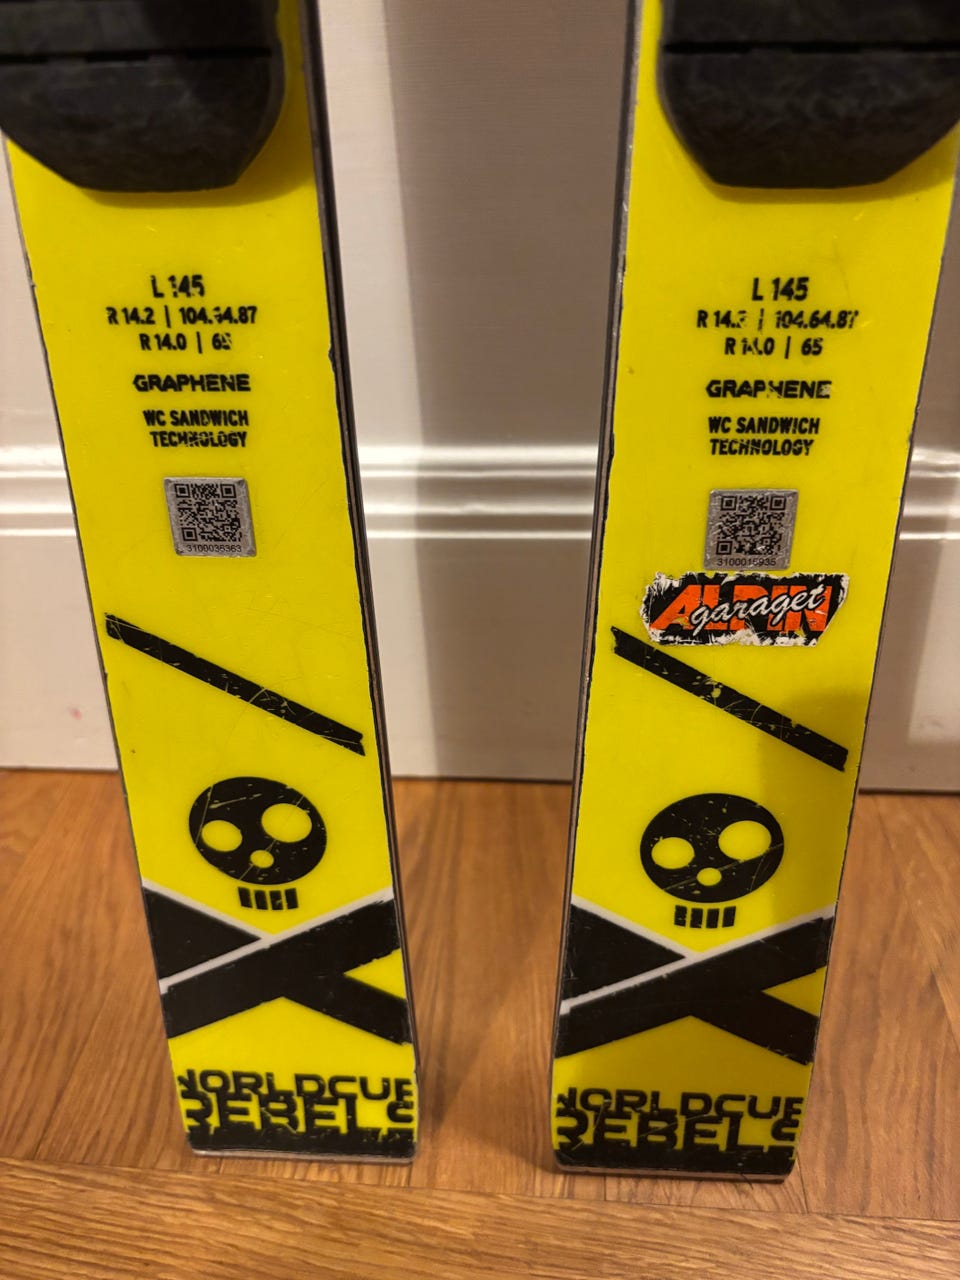 L 145
R 14.2 | 104.64.87
R 14.0 | 65
GRAPHENE
WC SANDWICH
TECHNOLOGY
3100035363
WORLDCUP
REBELS
L 145
R 14.2 | 104.64.87
R 14.0 | 65
GRAPHENE
WC SANDWICH
TECHNOLOGY
3100015935
ALPIN
garaget
WORLDCUP
REBELS